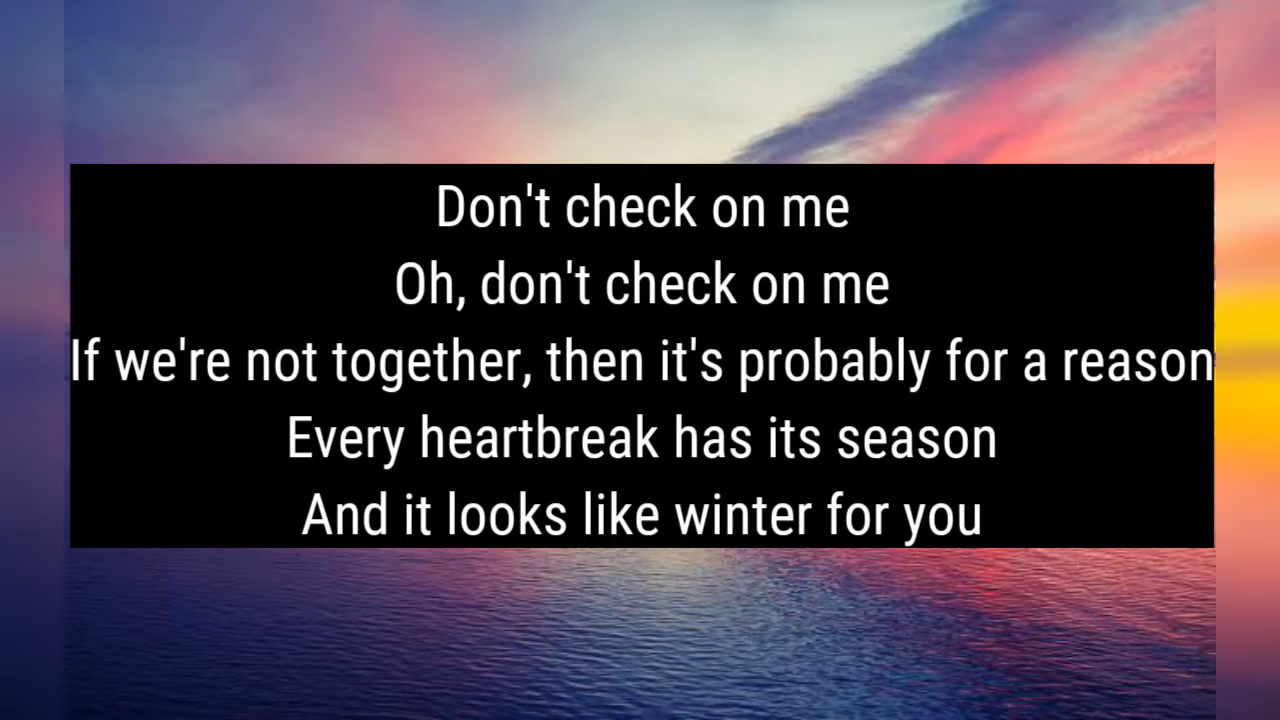 Don't check on me
Oh, don't check on me
If we're not together, then it's probably for a reason
Every heartbreak has its season
And it looks like winter for you